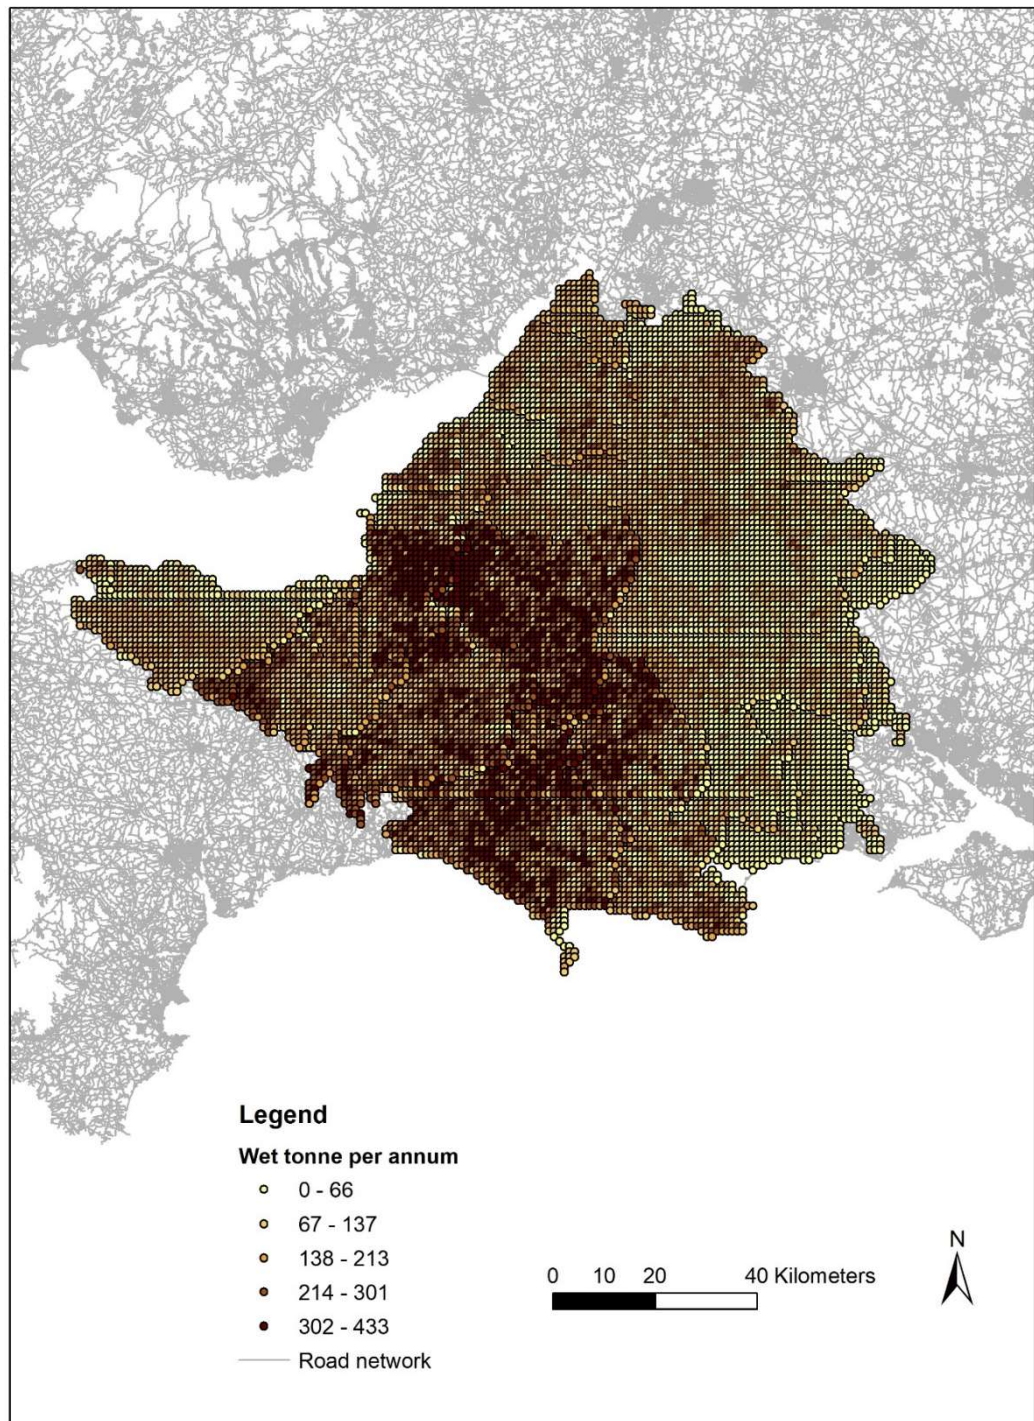 Legend
Wet tonne per annum
0 - 66
67 - 137
138 - 213
214 - 301
302 - 433
Road network
0 10 20 40 Kilometers
N